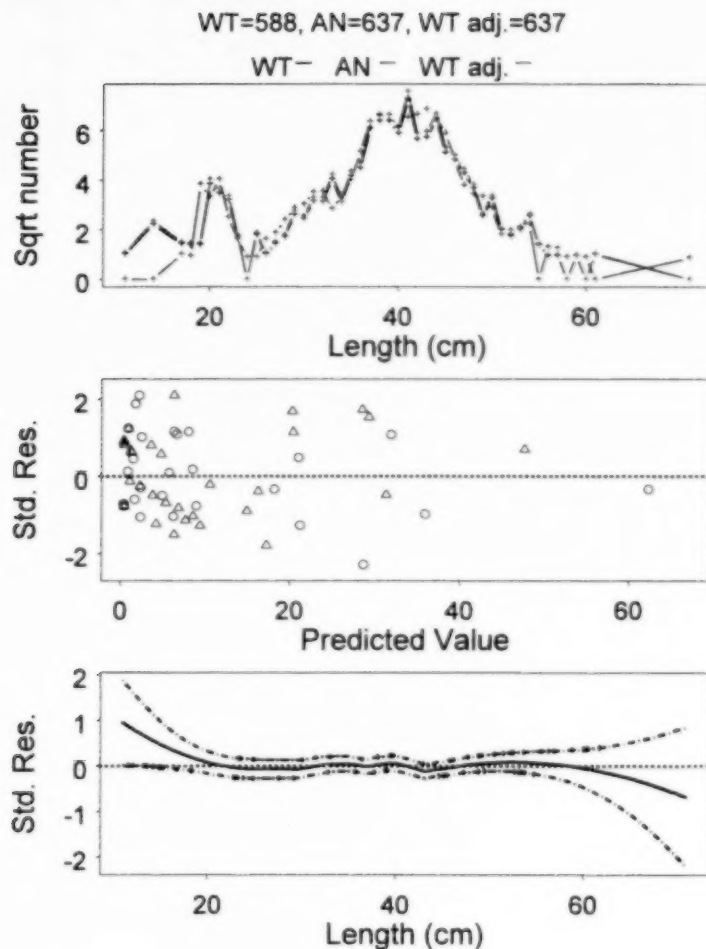 WT=588, AN=637, WT adj.=637
WT AN WT adj.
Sqrt number
6
4
2
0
20 40 60
Length (cm)
Std. Res.
2
0
-2
0 20 40 60
Predicted Value
Std. Res.
2
1
0
-1
-2
20 40 60
Length (cm)